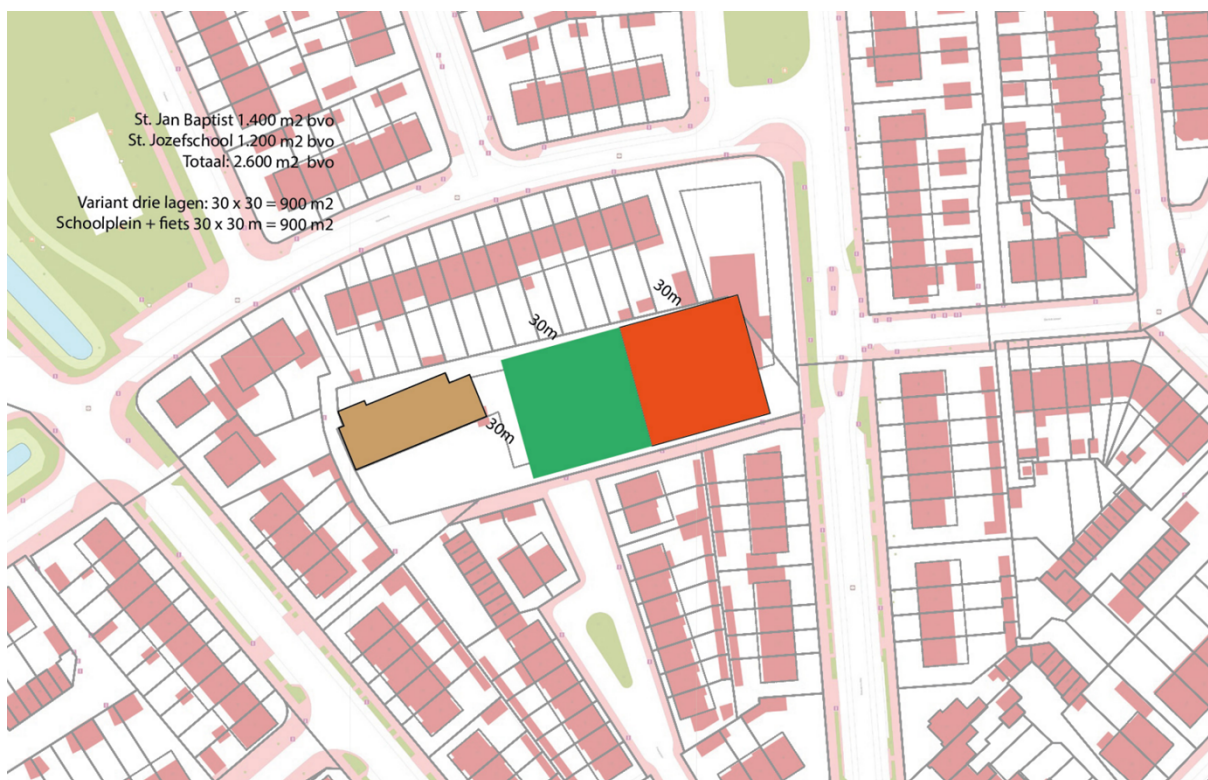 St. Jan Baptist 1.400 m2 bvo
St. Jozefschool 1.200 m2 bvo
Totaal: 2.600 m2 bvo
Variant drie lagen: 30 x 30 = 900 m2
Schoolplein + fiets 30 x 30 m = 900 m2
30m
30m
30m